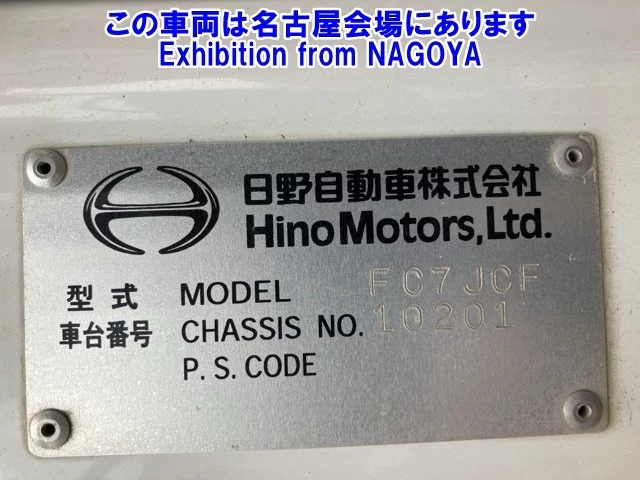 この車両は名古屋会場にあります
Exhibition from NAGOYA
日野自動車株式会社
Hino Motors, Ltd.
型式 MODEL FC7JCF
車台番号 CHASSIS NO. 10201
P. S. CODE